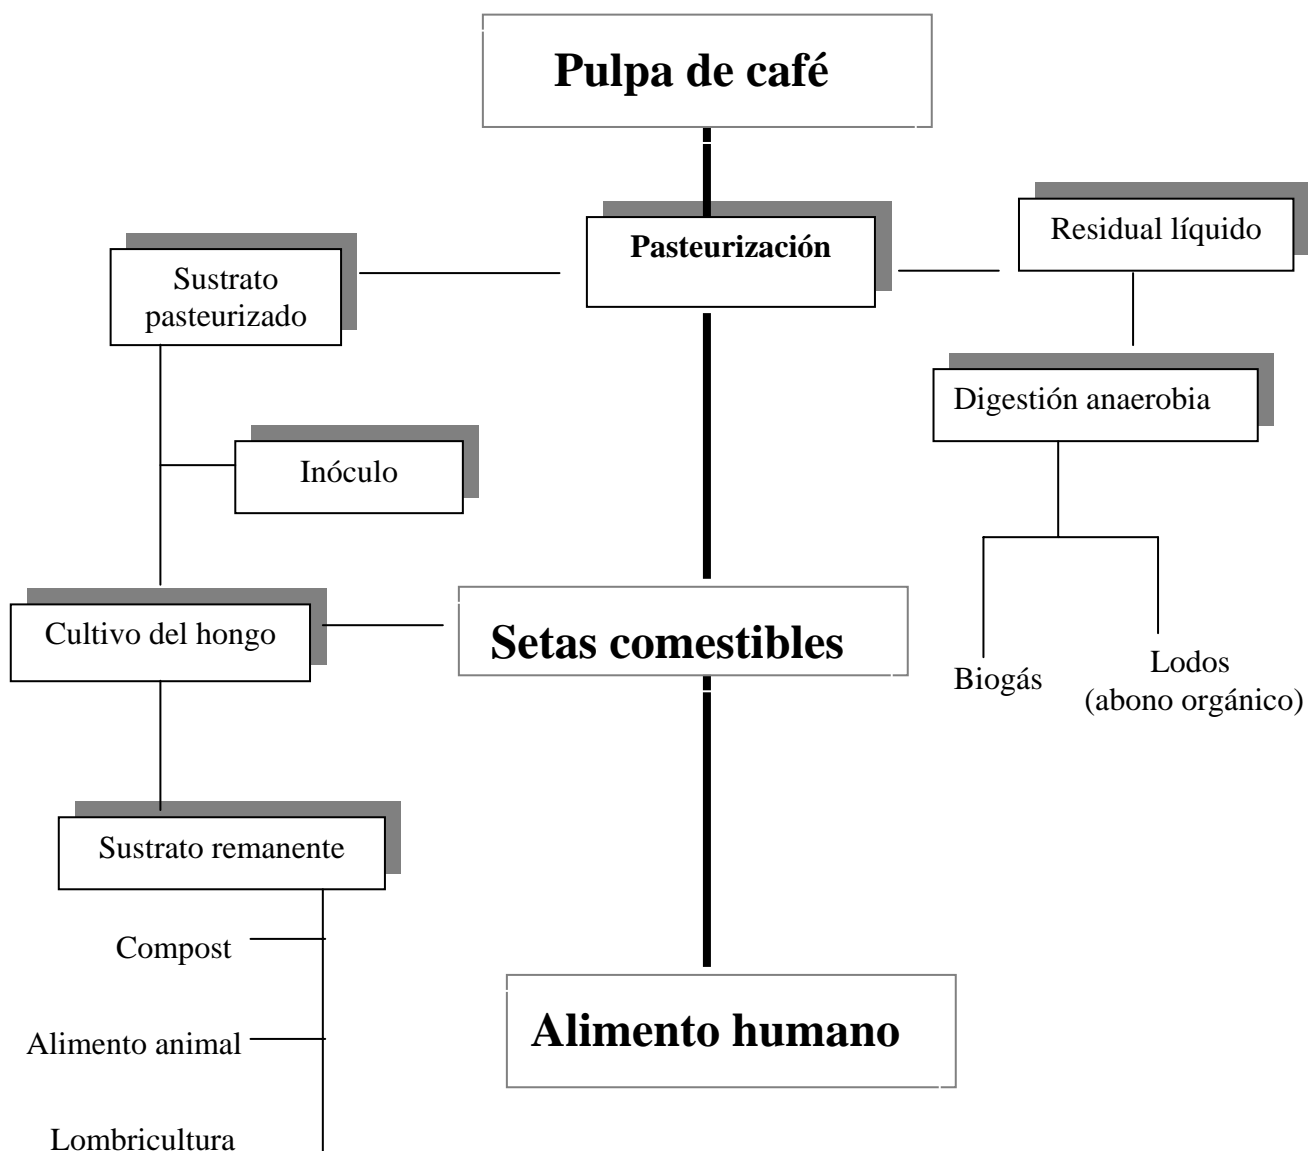 Pulpa de café
Pasteurización
Residual líquido
Sustrato
pasteurizado
Digestión anaerobia
Inóculo
Cultivo del hongo
Setas comestibles
Biogás
Lodos
(abono orgánico)
Sustrato remanente
Compost
Alimento animal
Lombricultura
Alimento humano